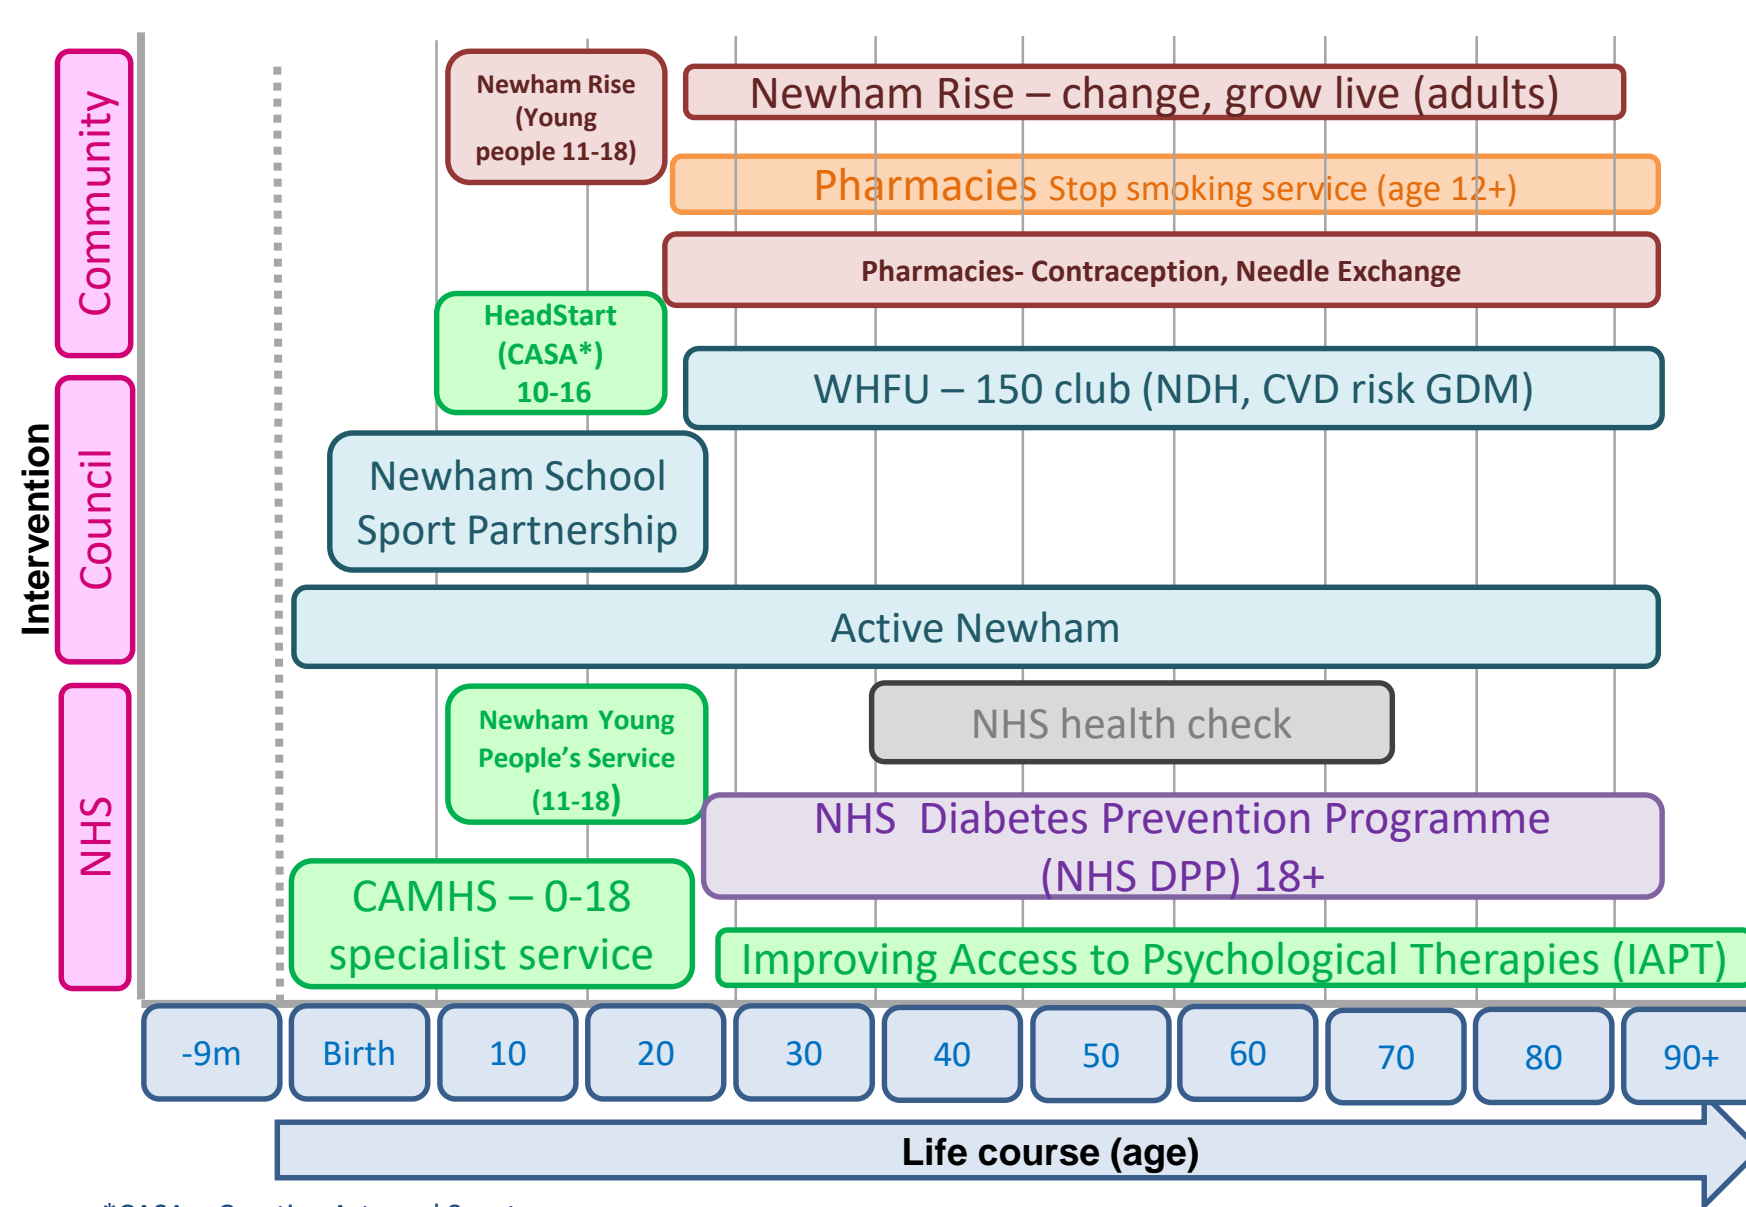 Intervention
Community
Council
NHS
Newham Rise
(Young
people 11-18)
Newham Rise – change, grow live (adults)
Pharmacies Stop smoking service (age 12+)
Pharmacies- Contraception, Needle Exchange
HeadStart
(CASA*)
10-16
WHFU – 150 club (NDH, CVD risk GDM)
Newham School
Sport Partnership
Active Newham
Newham Young
People’s Service
(11-18)
NHS health check
NHS Diabetes Prevention Programme
(NHS DPP) 18+
CAMHS – 0-18
specialist service
Improving Access to Psychological Therapies (IAPT)
-9m
Birth
10
20
30
40
50
60
70
80
90+
Life course (age)